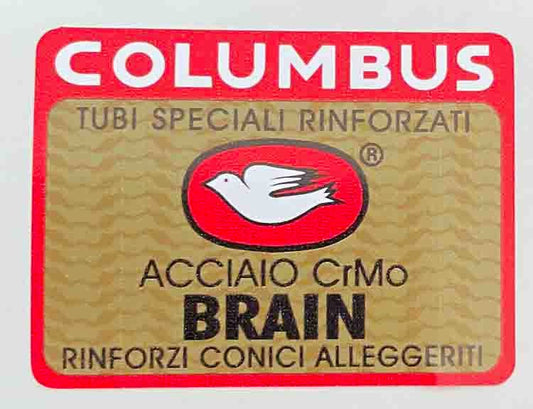 COLUMBUS
TUBI SPECIALI RINFORZATI
®
ACCIAIO CrMo
BRAIN
RINFORZI CONICI ALLEGGERITI